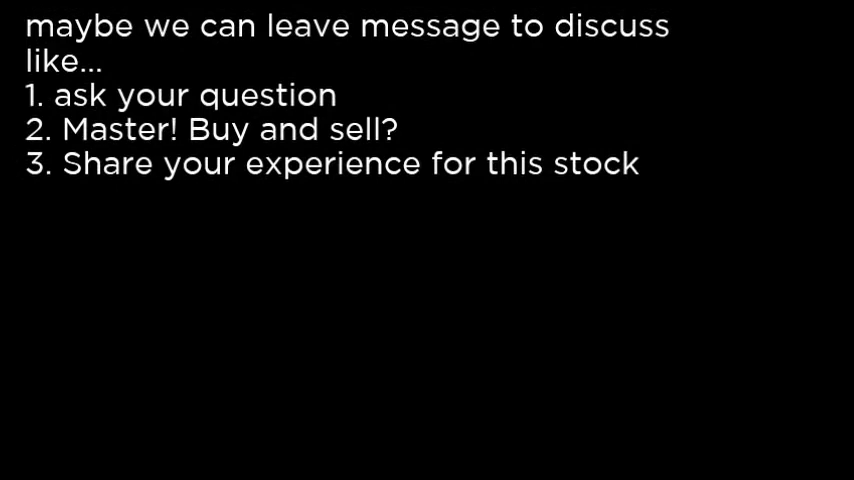 maybe we can leave message to discuss
like...
1. ask your question
2. Master! Buy and sell?
3. Share your experience for this stock